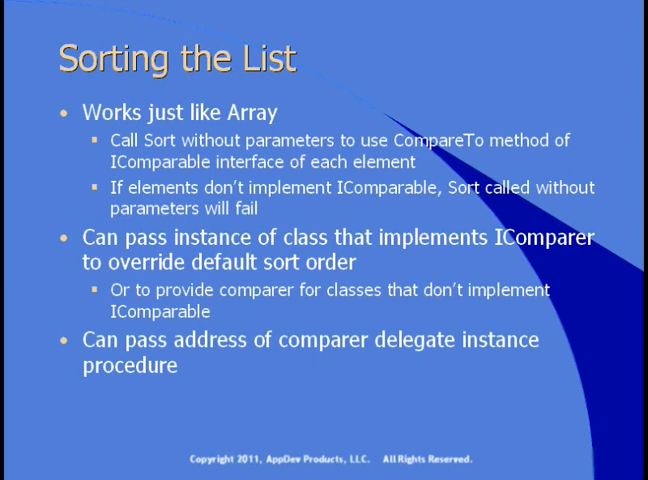 Sorting the List
• Works just like Array
▪ Call Sort without parameters to use CompareTo method of
IComparable interface of each element
▪ If elements don't implement IComparable, Sort called without
parameters will fail
• Can pass instance of class that implements IComparer
to override default sort order
▪ Or to provide comparer for classes that don't implement
IComparable
• Can pass address of comparer delegate instance
procedure
Copyright 2011, AppDev Products, LLC. All Rights Reserved.